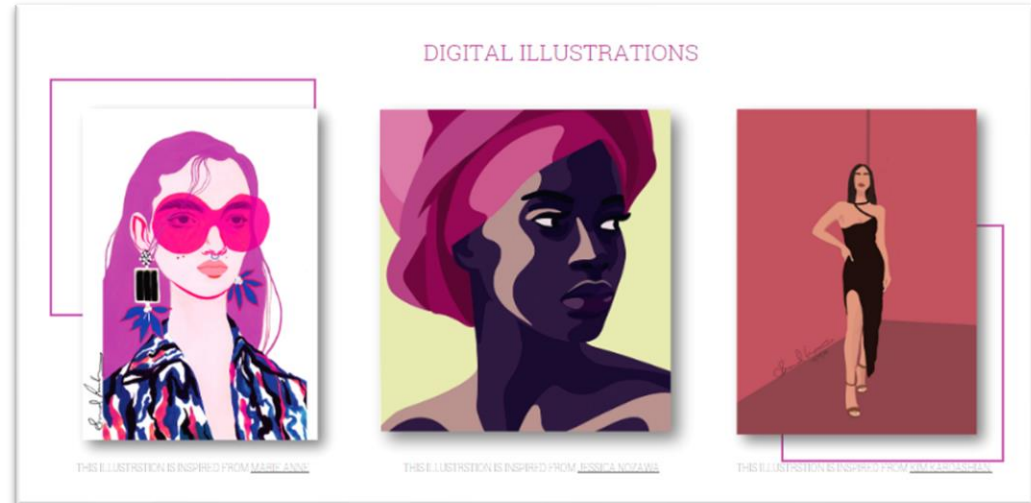 DIGITAL ILLUSTRATIONS
THIS ILLUSTRSTION IS INSPIRED FROM MARIE ANNE
THIS ILLUSTRSTION IS INSPIRED FROM JESSICA NOZAWA
THIS ILLUSTRSTION IS INSPIRED FROM KIM KARDASHIAN